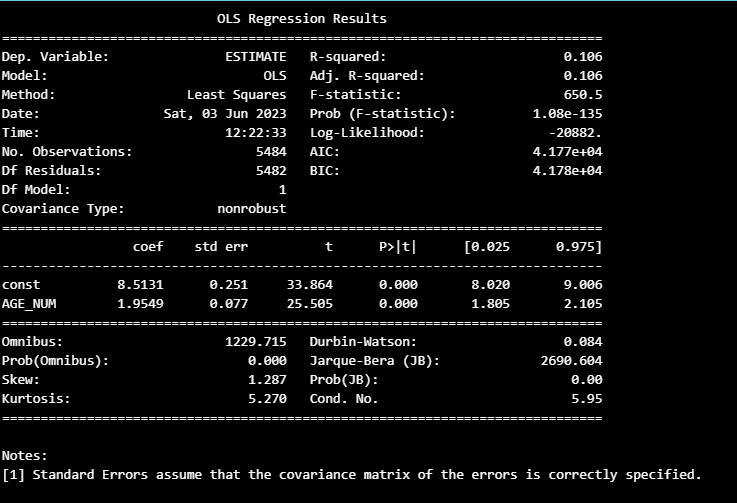 OLS Regression Results
==============================================================================
Dep. Variable:               ESTIMATE   R-squared:                       0.106
Model:                            OLS   Adj. R-squared:                  0.106
Method:                 Least Squares   F-statistic:                     650.5
Date:                Sat, 03 Jun 2023   Prob (F-statistic):          1.08e-135
Time:                        12:22:33   Log-Likelihood:                -20882.
No. Observations:                5484   AIC:                         4.177e+04
Df Residuals:                    5482   BIC:                         4.178e+04
Df Model:                           1
Covariance Type:            nonrobust
==============================================================================
                 coef    std err          t      P>|t|      [0.025      0.975]
------------------------------------------------------------------------------
const          8.5131      0.251     33.864      0.000       8.020       9.006
AGE_NUM        1.9549      0.077     25.505      0.000       1.805       2.105
==============================================================================
Omnibus:                     1229.715   Durbin-Watson:                   0.084
Prob(Omnibus):                  0.000   Jarque-Bera (JB):             2690.604
Skew:                           1.287   Prob(JB):                         0.00
Kurtosis:                       5.270   Cond. No.                         5.95
==============================================================================

Notes:
[1] Standard Errors assume that the covariance matrix of the errors is correctly specified.